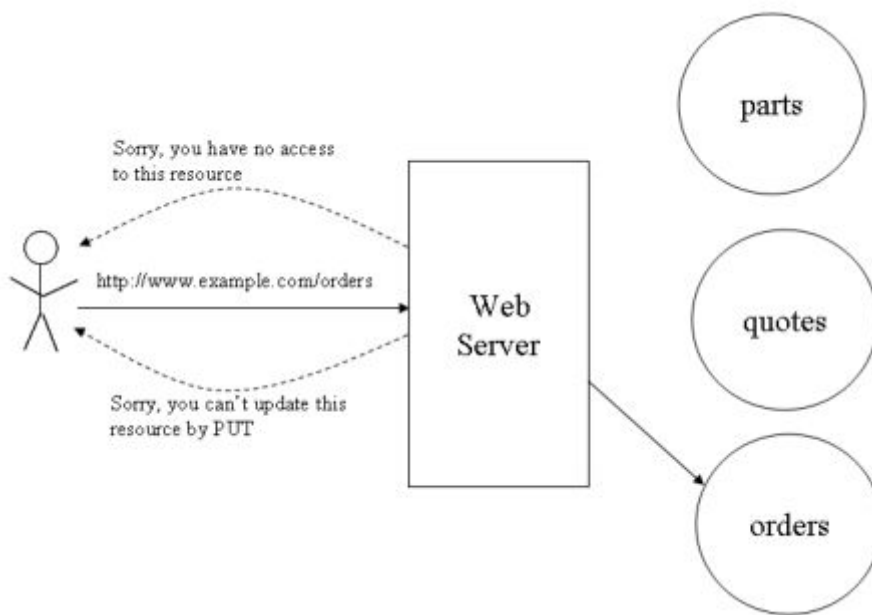 parts
Sorry, you have no access
to this resource
http://www.example.com/orders
Web
Server
quotes
Sorry, you can't update this
resource by PUT
orders